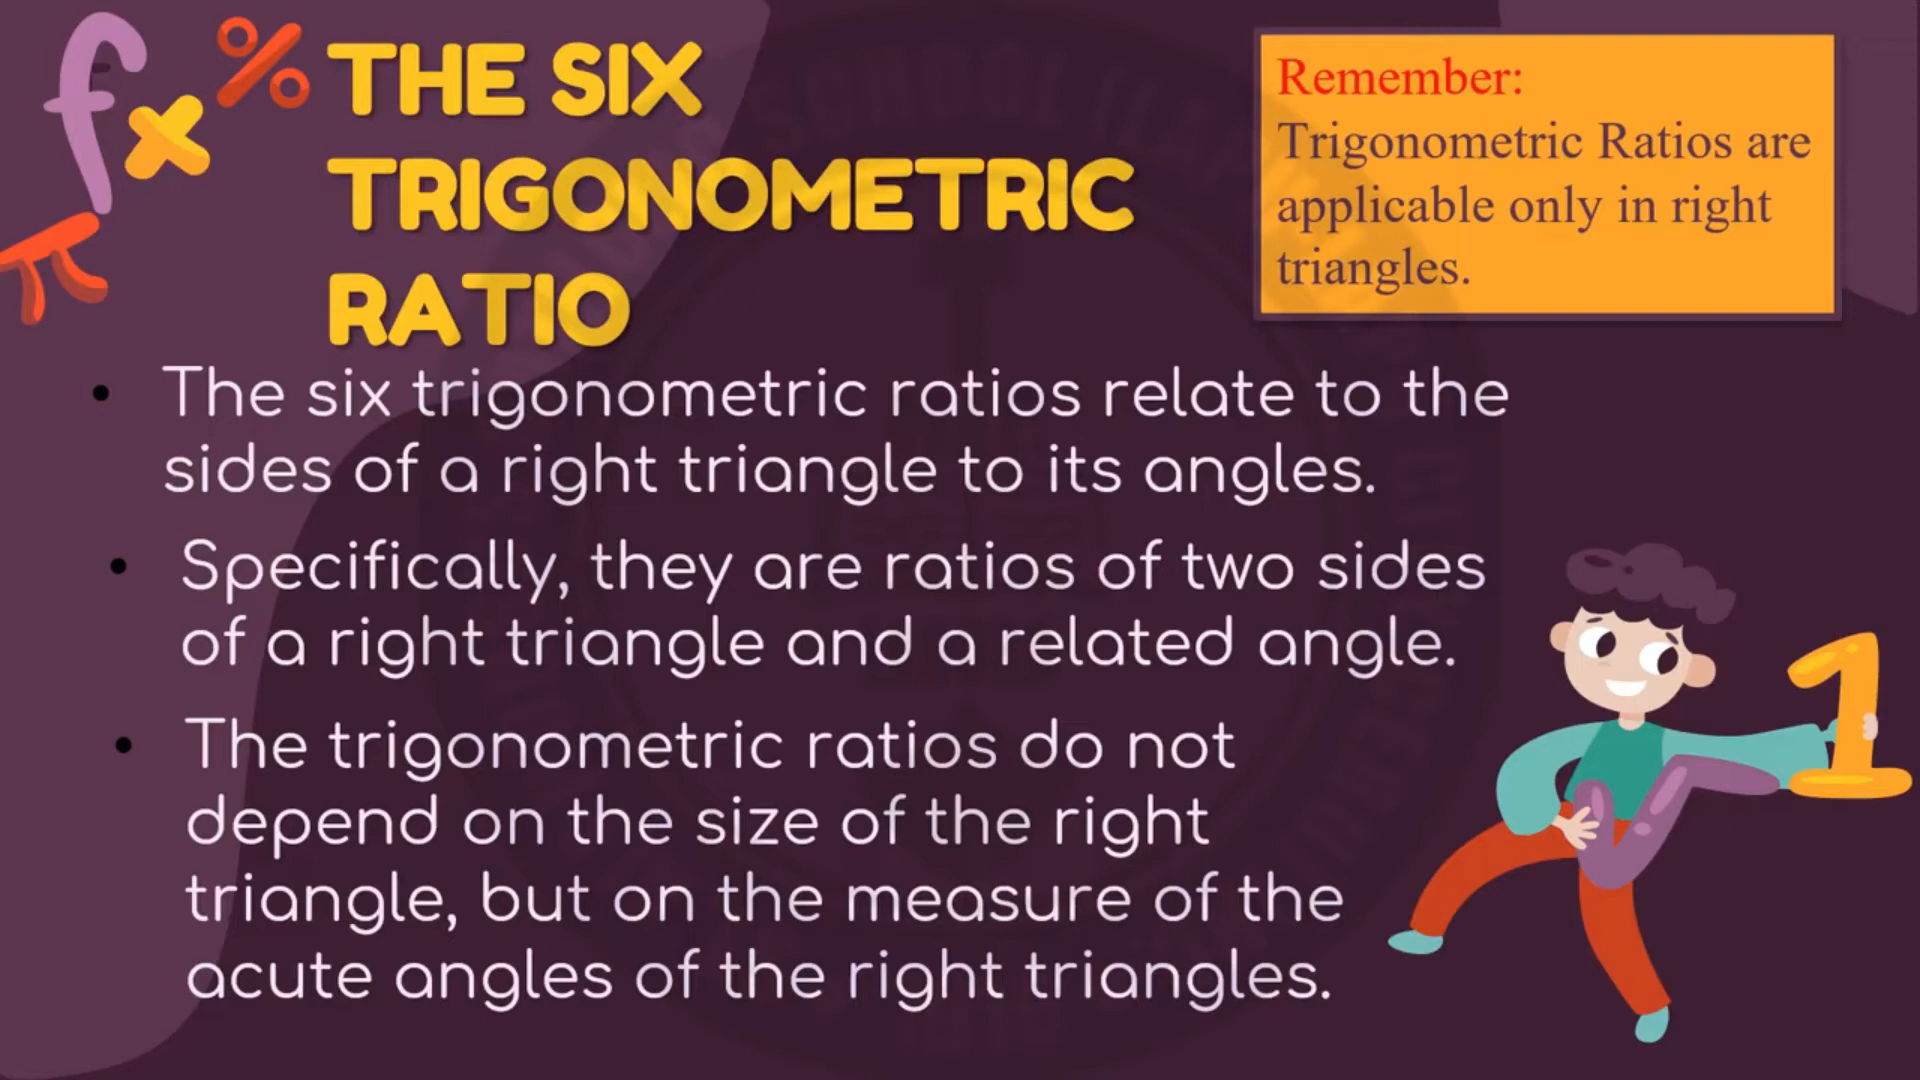 THE SIX
TRIGONOMETRIC
RATIO
Remember:
Trigonometric Ratios are
applicable only in right
triangles.
• The six trigonometric ratios relate to the
sides of a right triangle to its angles.
• Specifically, they are ratios of two sides
of a right triangle and a related angle.
• The trigonometric ratios do not
depend on the size of the right
triangle, but on the measure of the
acute angles of the right triangles.
fx
%
π
1